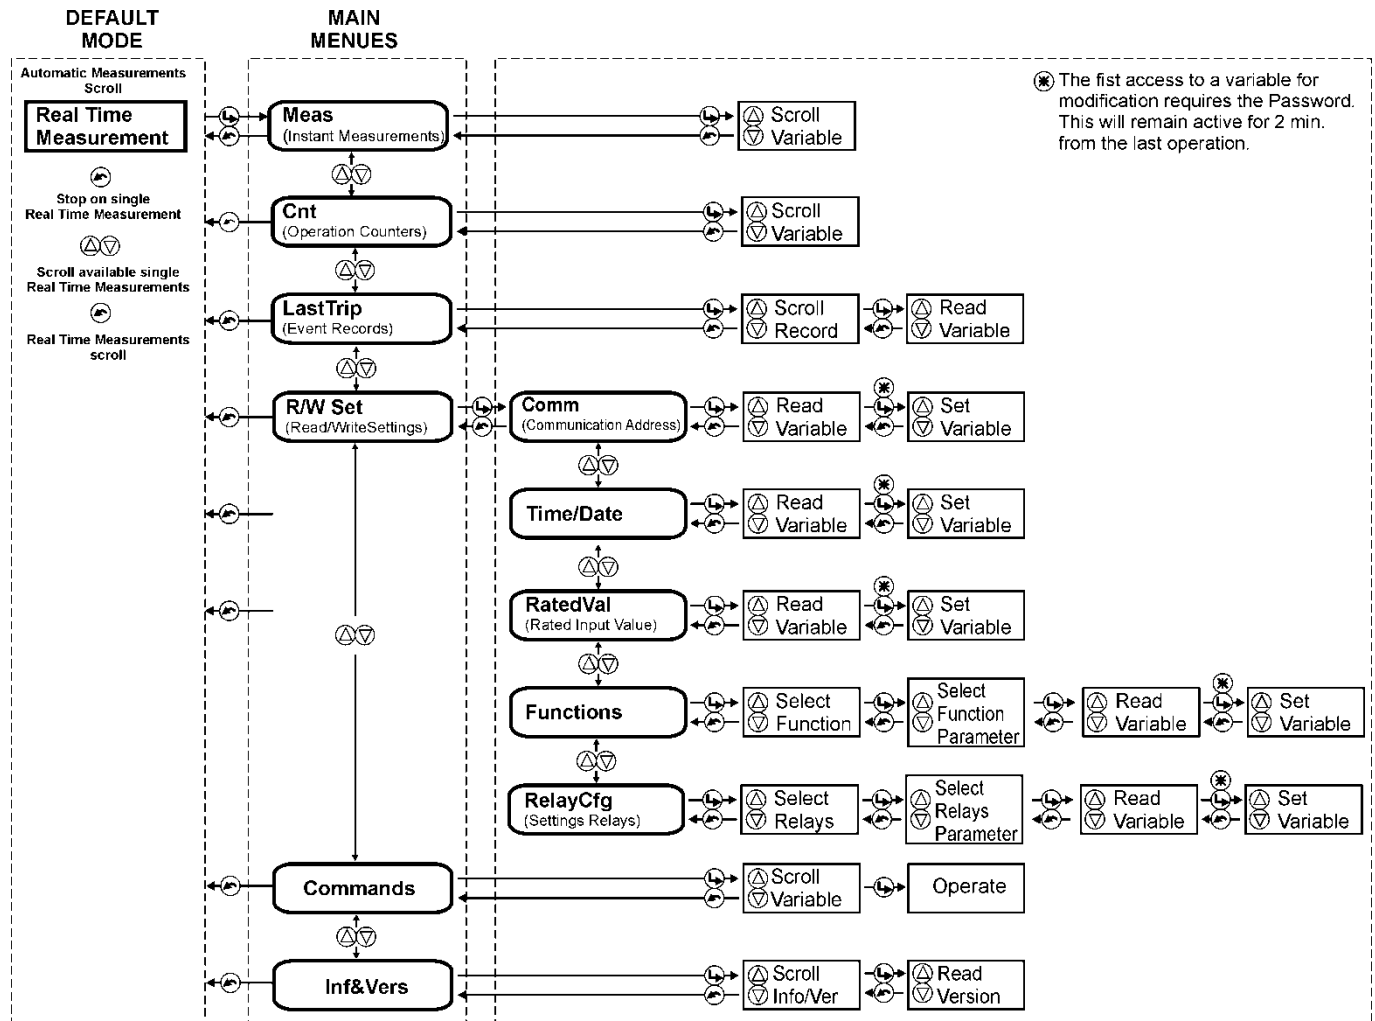 DEFAULT
MODE
MAIN
MENUES
Automatic Measurements
Scroll
Real Time
Measurement
Stop on single
Real Time Measurement
Scroll available single
Real Time Measurements
Real Time Measurements
scroll
The fist access to a variable for
modification requires the Password.
This will remain active for 2 min.
from the last operation.
Meas
(Instant Measurements)
Scroll
Variable
Cnt
(Operation Counters)
Scroll
Variable
LastTrip
(Event Records)
Scroll
Record
Read
Variable
R/W Set
(Read/WriteSettings)
Comm
(Communication Address)
Read
Variable
Set
Variable
Time/Date
Read
Variable
Set
Variable
RatedVal
(Rated Input Value)
Read
Variable
Set
Variable
Functions
Select
Function
Select
Function
Parameter
Read
Variable
Set
Variable
RelayCfg
(Settings Relays)
Select
Relays
Select
Relays
Parameter
Read
Variable
Set
Variable
Commands
Scroll
Variable
Operate
Inf&Vers
Scroll
Info/Ver
Read
Version